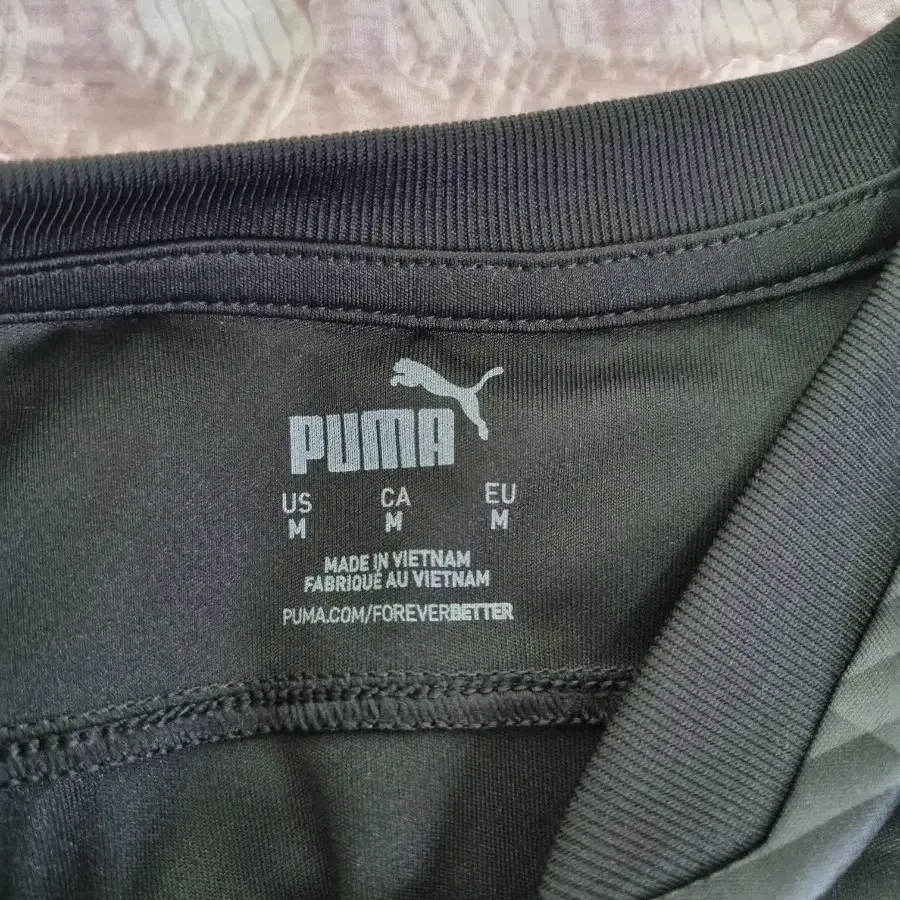 PUMA
US CA EU
M M M
MADE IN VIETNAM
FABRIQUÉ AU VIETNAM
PUMA.COM/FOREVERBETTER